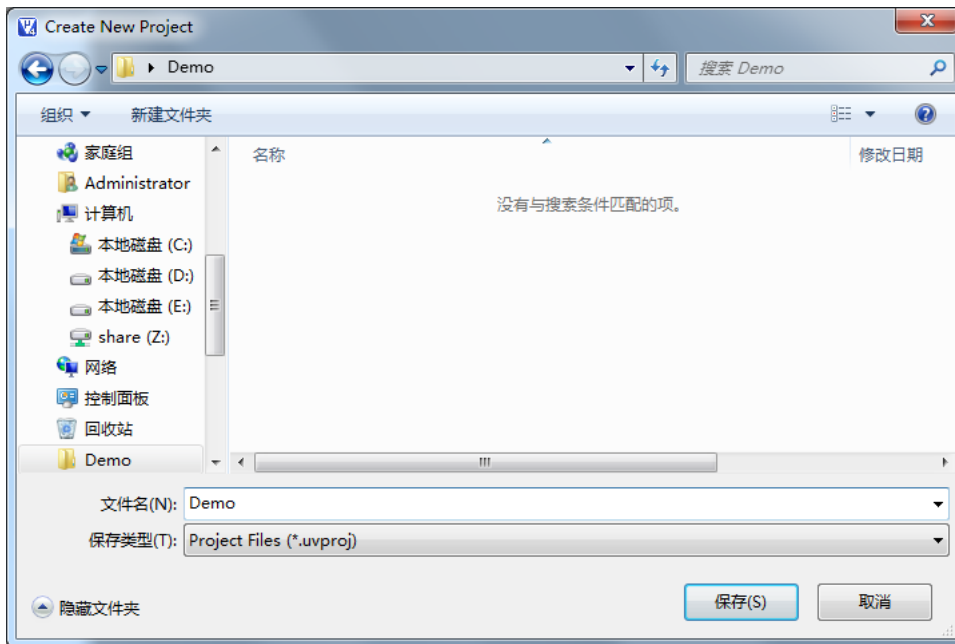 Create New Project
Demo
搜索 Demo
组织
新建文件夹
家庭组
Administrator
计算机
本地磁盘 (C:)
本地磁盘 (D:)
本地磁盘 (E:)
share (Z:)
网络
控制面板
回收站
Demo
名称
修改日期
没有与搜索条件匹配的项。
文件名(N): Demo
保存类型(T): Project Files (*.uvproj)
隐藏文件夹
保存(S)
取消